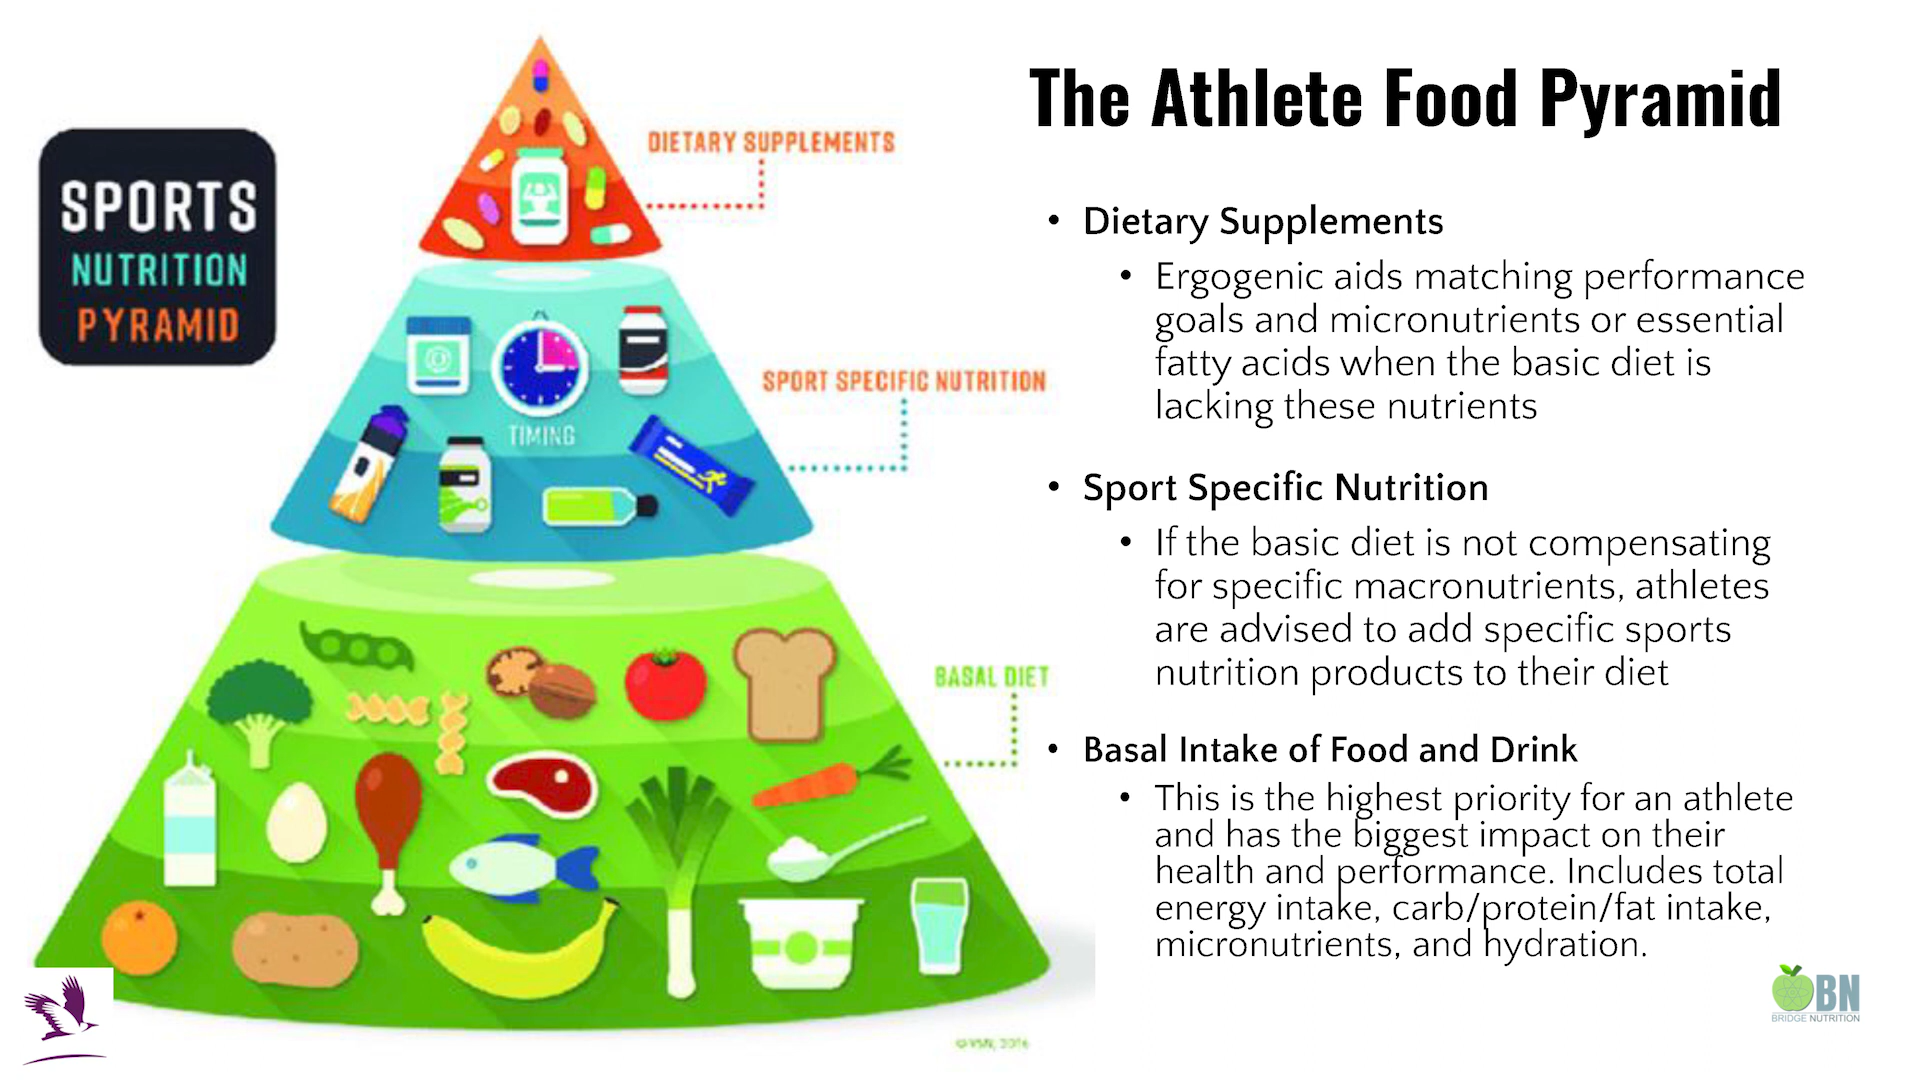 The Athlete Food Pyramid
SPORTS
NUTRITION
PYRAMID
DIETARY SUPPLEMENTS
SPORT SPECIFIC NUTRITION
TIMING
BASAL DIET
© VSN, 2016
• Dietary Supplements
• Ergogenic aids matching performance
goals and micronutrients or essential
fatty acids when the basic diet is
lacking these nutrients
• Sport Specific Nutrition
• If the basic diet is not compensating
for specific macronutrients, athletes
are advised to add specific sports
nutrition products to their diet
• Basal Intake of Food and Drink
• This is the highest priority for an athlete
and has the biggest impact on their
health and performance. Includes total
energy intake, carb/protein/fat intake,
micronutrients, and hydration.
BN
BRIDGE NUTRITION